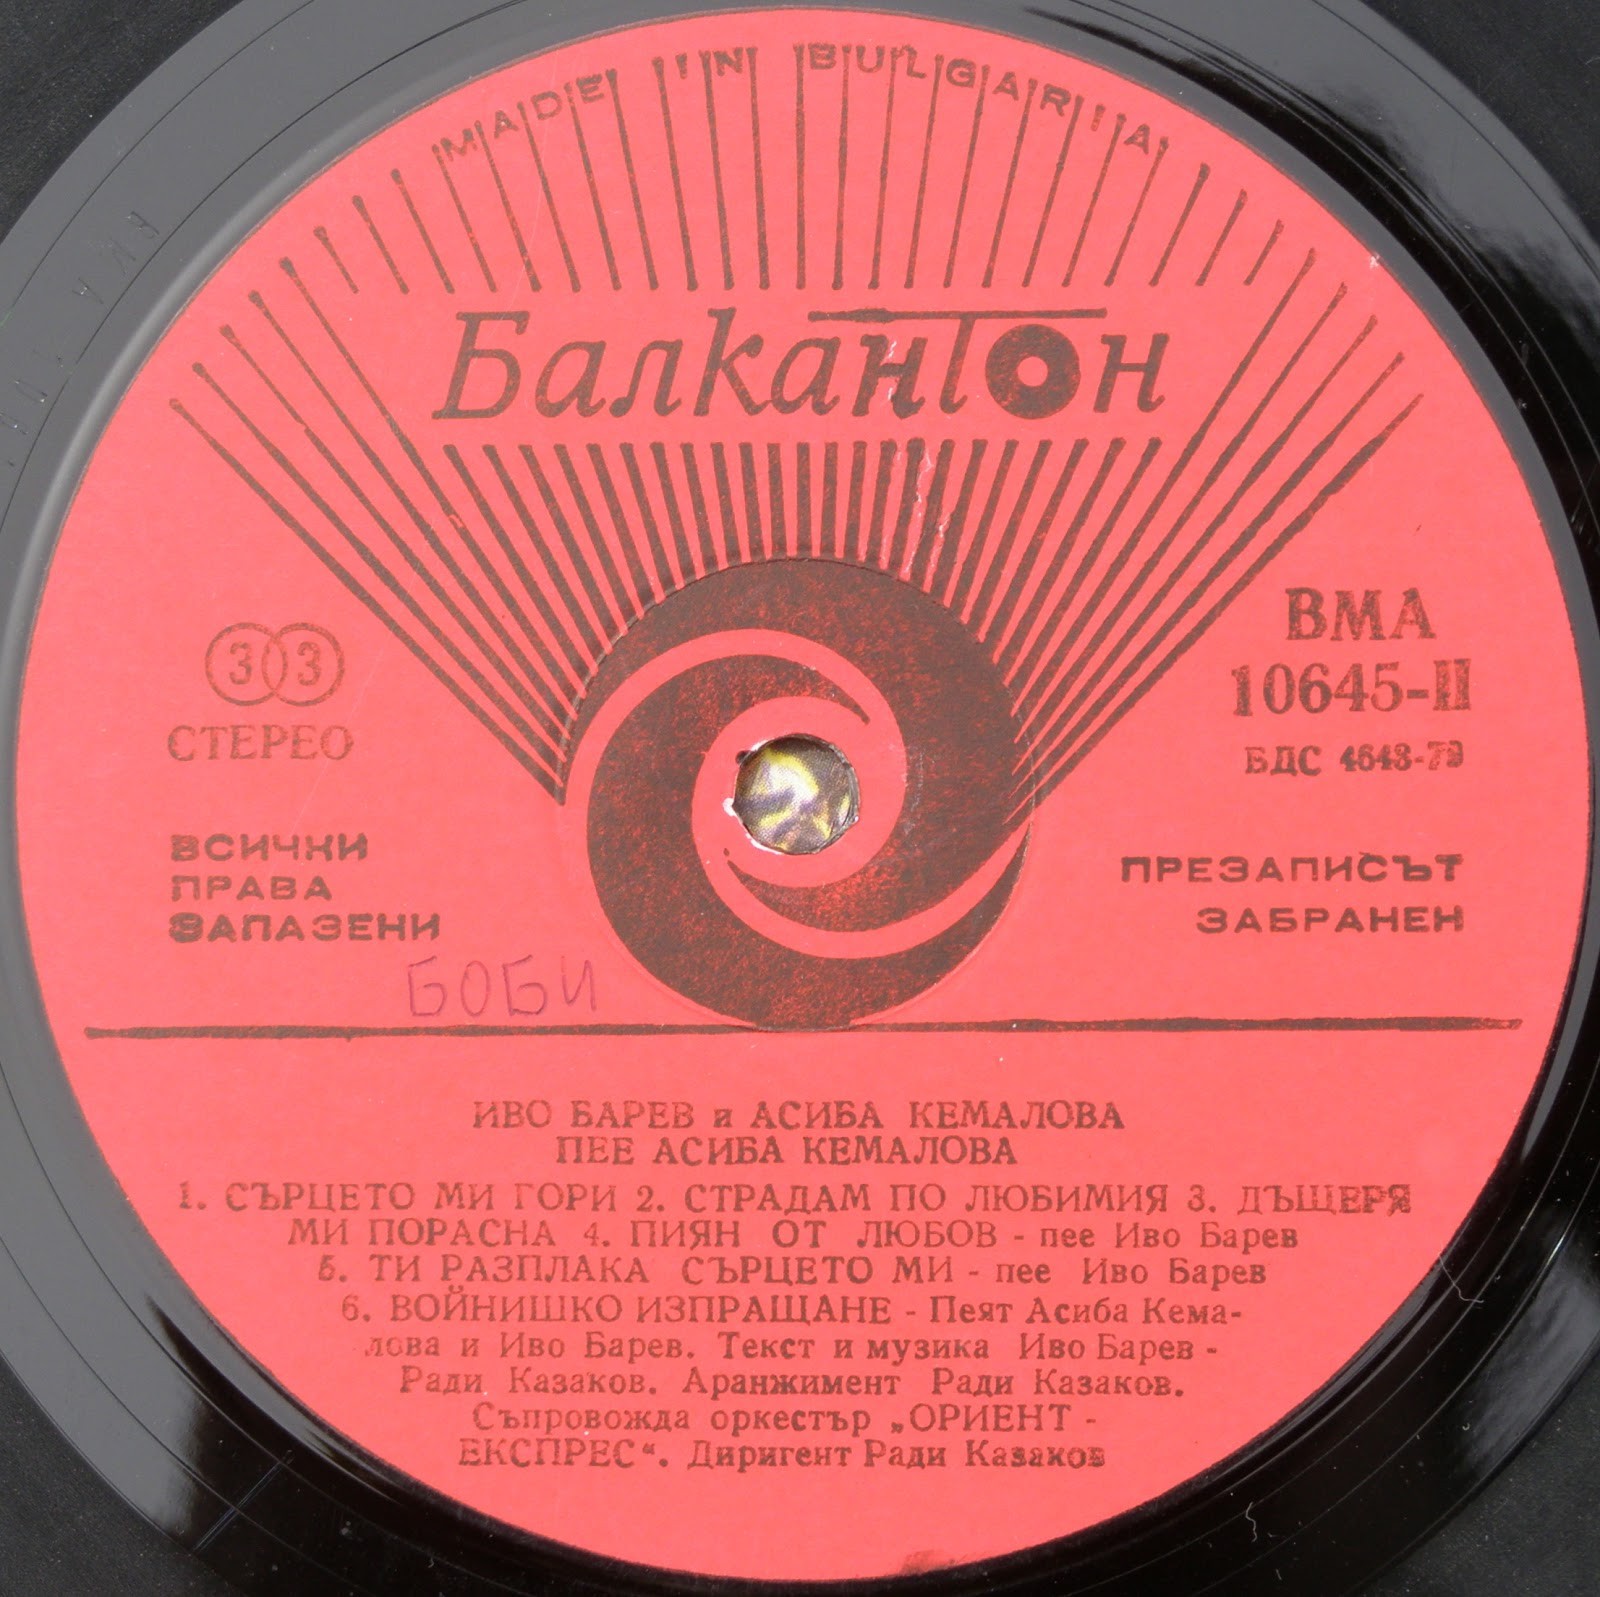 MADE IN BULGARIA
Балкантон
33
СТЕРЕО
ВМА
10645-II
БДС 4643-79
ВСИЧКИ
ПРАВА
ЗАПАЗЕНИ
ПРЕЗАПИСЪТ
ЗАБРАНЕН
БОБИ
ИВО БАРЕВ и АСИБА КЕМАЛОВА
ПЕЕ АСИБА КЕМАЛОВА
1. СЪРЦЕТО МИ ГОРИ 2. СТРАДАМ ПО ЛЮБИМИЯ 3. ДЪЩЕРЯ
МИ ПОРАСНА 4. ПИЯН ОТ ЛЮБОВ - пее Иво Барев
5. ТИ РАЗПЛАКА СЪРЦЕТО МИ - пее Иво Барев
6. ВОЙНИШКО ИЗПРАЩАНЕ - Пеят Асиба Кема-
лова и Иво Барев. Текст и музика Иво Барев -
Ради Казаков. Аранжимент Ради Казаков.
Съпровожда оркестър „ОРИЕНТ -
ЕКСПРЕС“. Диригент Ради Казаков